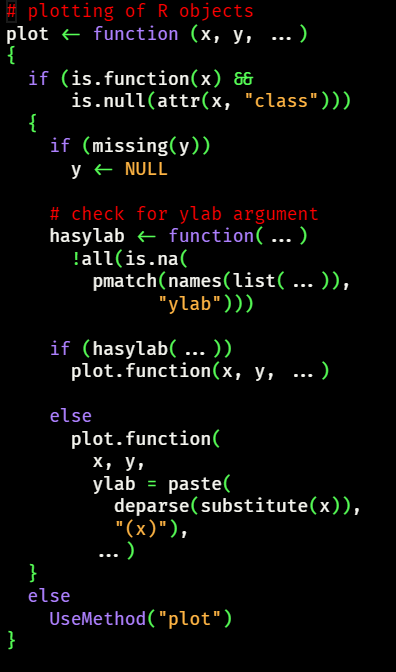 # plotting of R objects
plot <- function (x, y, ...)
{
  if (is.function(x) &&
      is.null(attr(x, "class")))
  {
    if (missing(y))
      y <- NULL

    # check for ylab argument
    hasylab <- function(...)
      !all(is.na(
        pmatch(names(list(...)),
              "ylab")))

    if (hasylab(...))
      plot.function(x, y, ...)

    else
      plot.function(
        x, y,
        ylab = paste(
          deparse(substitute(x)),
          "(x)"),
        ...)
  }
  else
    UseMethod("plot")
}